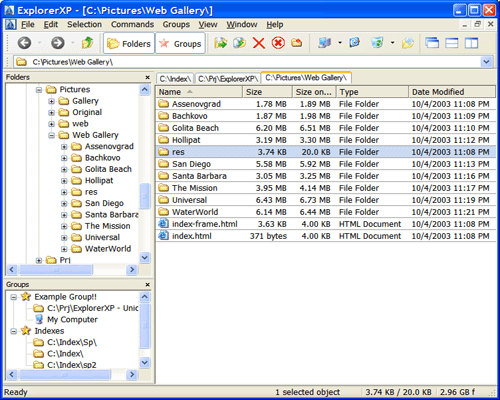 ExplorerXP - [C:\Pictures\Web Gallery\]
File Edit Selection Commands Groups View Window Help
Folders Groups
C:\Pictures\Web Gallery\
Folders
Pictures
Gallery
Original
web
Web Gallery
Assenovgrad
Bachkovo
Golita Beach
Hollipat
res
San Diego
Santa Barbara
The Mission
Universal
WaterWorld
Prj
Groups
Example Group!!
C:\Prj\ExplorerXP - Unic
My Computer
Indexes
C:\Index\Sp\
C:\Index\
C:\Index\sp2
C:\Index\ C:\Prj\ExplorerXP\ C:\Pictures\Web Gallery\
Name Size Size on... Type Date Modified
Assenovgrad 1.78 MB 1.89 MB File Folder 10/4/2003 11:08 PM
Bachkovo 1.87 MB 1.98 MB File Folder 10/4/2003 11:09 PM
Golita Beach 6.20 MB 6.51 MB File Folder 10/4/2003 11:10 PM
Hollipat 3.19 MB 3.30 MB File Folder 10/4/2003 11:12 PM
res 3.74 KB 20.0 KB File Folder 10/4/2003 11:08 PM
San Diego 5.58 MB 5.92 MB File Folder 10/4/2003 11:13 PM
Santa Barbara 3.05 MB 3.25 MB File Folder 10/4/2003 11:16 PM
The Mission 3.95 MB 4.14 MB File Folder 10/4/2003 11:17 PM
Universal 6.43 MB 6.73 MB File Folder 10/4/2003 11:19 PM
WaterWorld 6.14 MB 6.44 MB File Folder 10/4/2003 11:21 PM
index-frame.html 3.63 KB 4.00 KB HTML Document 10/4/2003 11:08 PM
index.html 371 bytes 4.00 KB HTML Document 10/4/2003 11:08 PM
Ready 1 selected object 3.74 KB / 20.0 KB 2.96 GB f